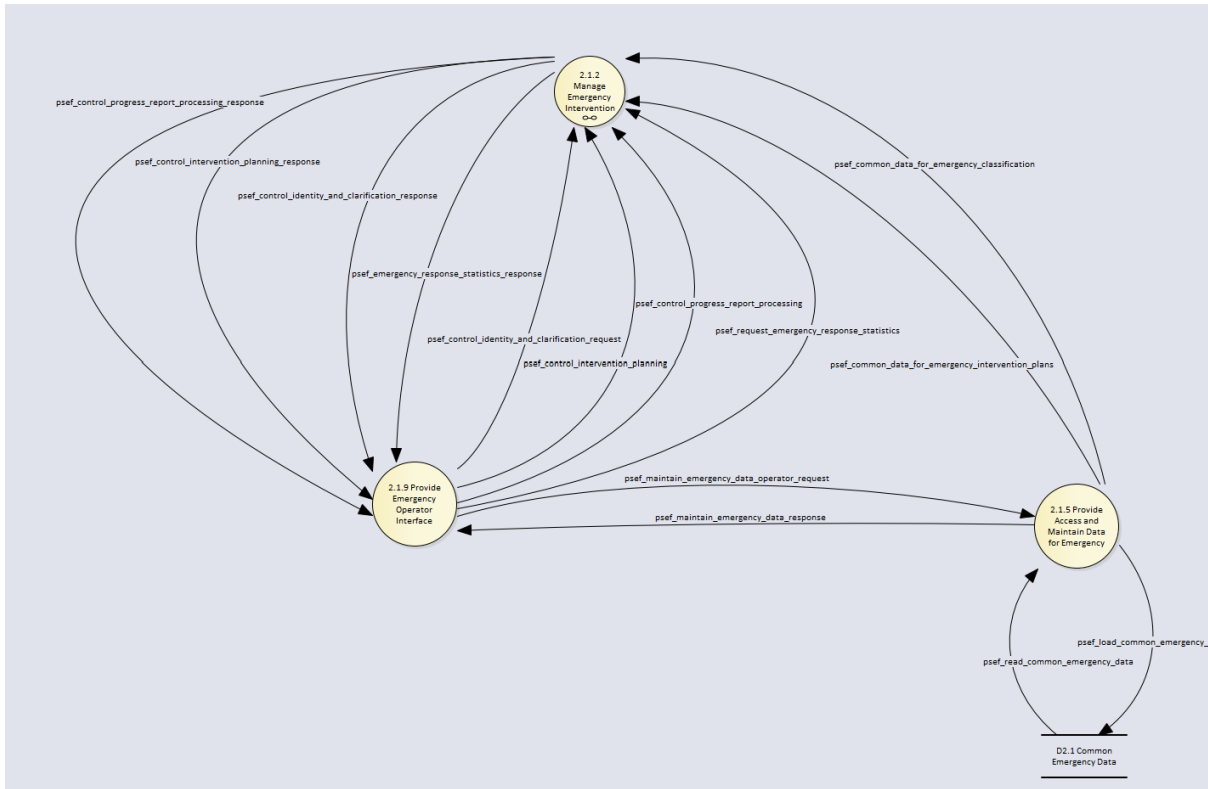 2.1.2
Manage
Emergency
Intervention
psef_control_progress_report_processing_response
psef_control_intervention_planning_response
psef_common_data_for_emergency_classification
psef_control_identity_and_clarification_response
psef_emergency_response_statistics_response
psef_control_progress_report_processing
psef_request_emergency_response_statistics
psef_control_identity_and_clarification_request
psef_control_intervention_planning
psef_common_data_for_emergency_intervention_plans
psef_maintain_emergency_data_operator_request
2.1.9 Provide
Emergency
Operator
Interface
psef_maintain_emergency_data_response
2.1.5 Provide
Access and
Maintain Data
for Emergency
psef_load_common_emergency_
psef_read_common_emergency_data
D2.1 Common
Emergency Data